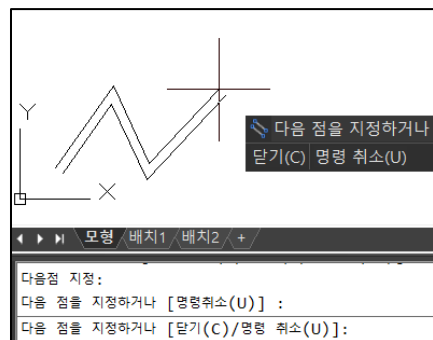 Y
다음 점을 지정하거나
닫기(C) 명령 취소(U)
X
모형 배치1 배치2 +
다음점 지정:
다음 점을 지정하거나 [명령취소(U)] :
다음 점을 지정하거나 [닫기(C)/명령 취소(U)]: